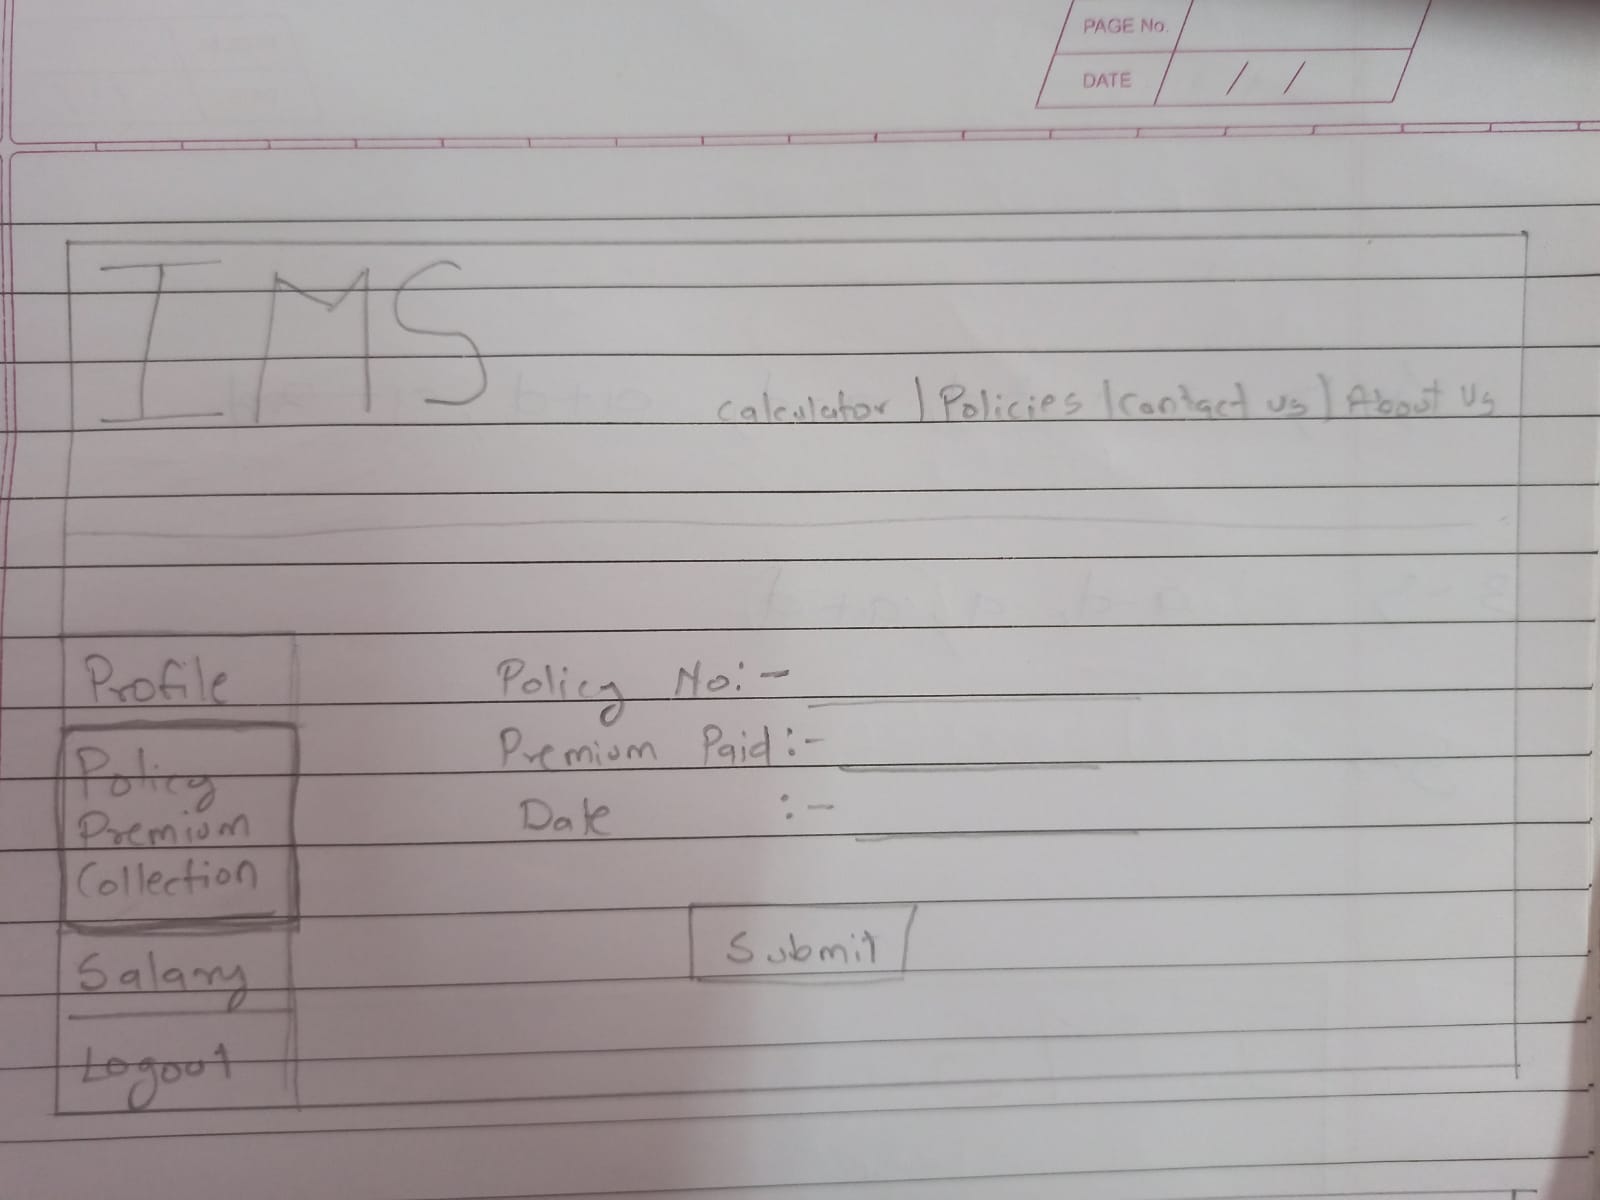 PAGE No.
DATE / /
IMS
Calculator | Policies | Contact us | About Us
Profile
Policy
Premium
Collection
Salary
Logout
Policy No:-
Premium Paid:-
Date :-
Submit